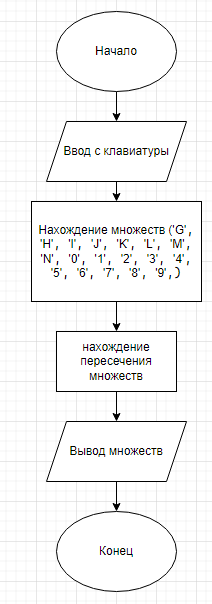 Начало
Ввод с клавиатуры
Нахождение множеств ('G',
'H', 'I', 'J', 'K', 'L', 'M',
'N', '0', '1', '2', '3', '4',
'5', '6', '7', '8', '9',)
нахождение
пересечения
множеств
Вывод множеств
Конец